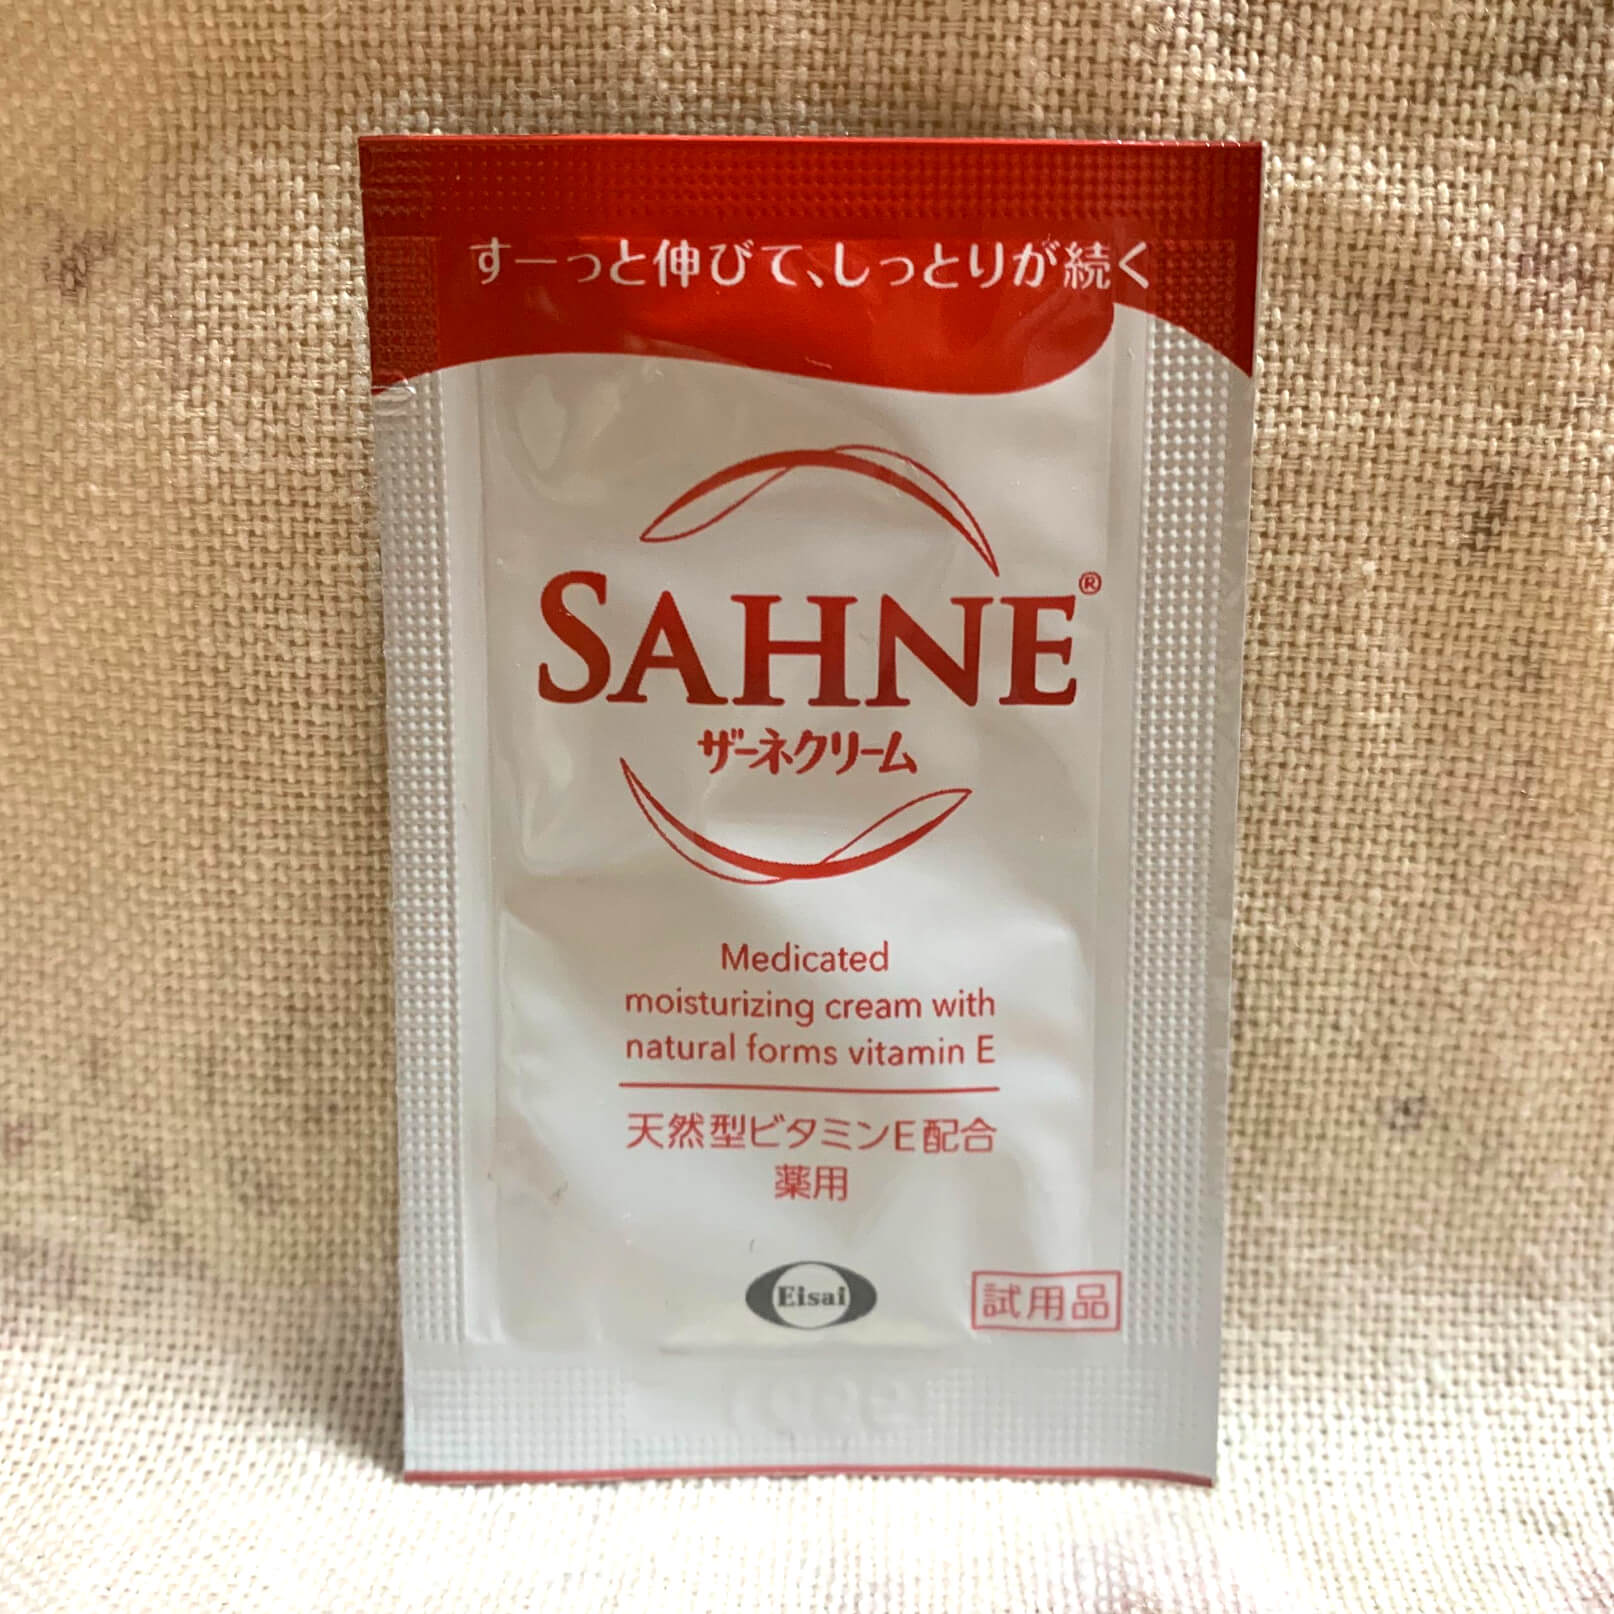 すーっと伸びて、しっとりが続く
SAHNE®
ザーネクリーム
Medicated
moisturizing cream with
natural forms vitamin E
天然型ビタミンE配合
薬用
Eisai
試用品